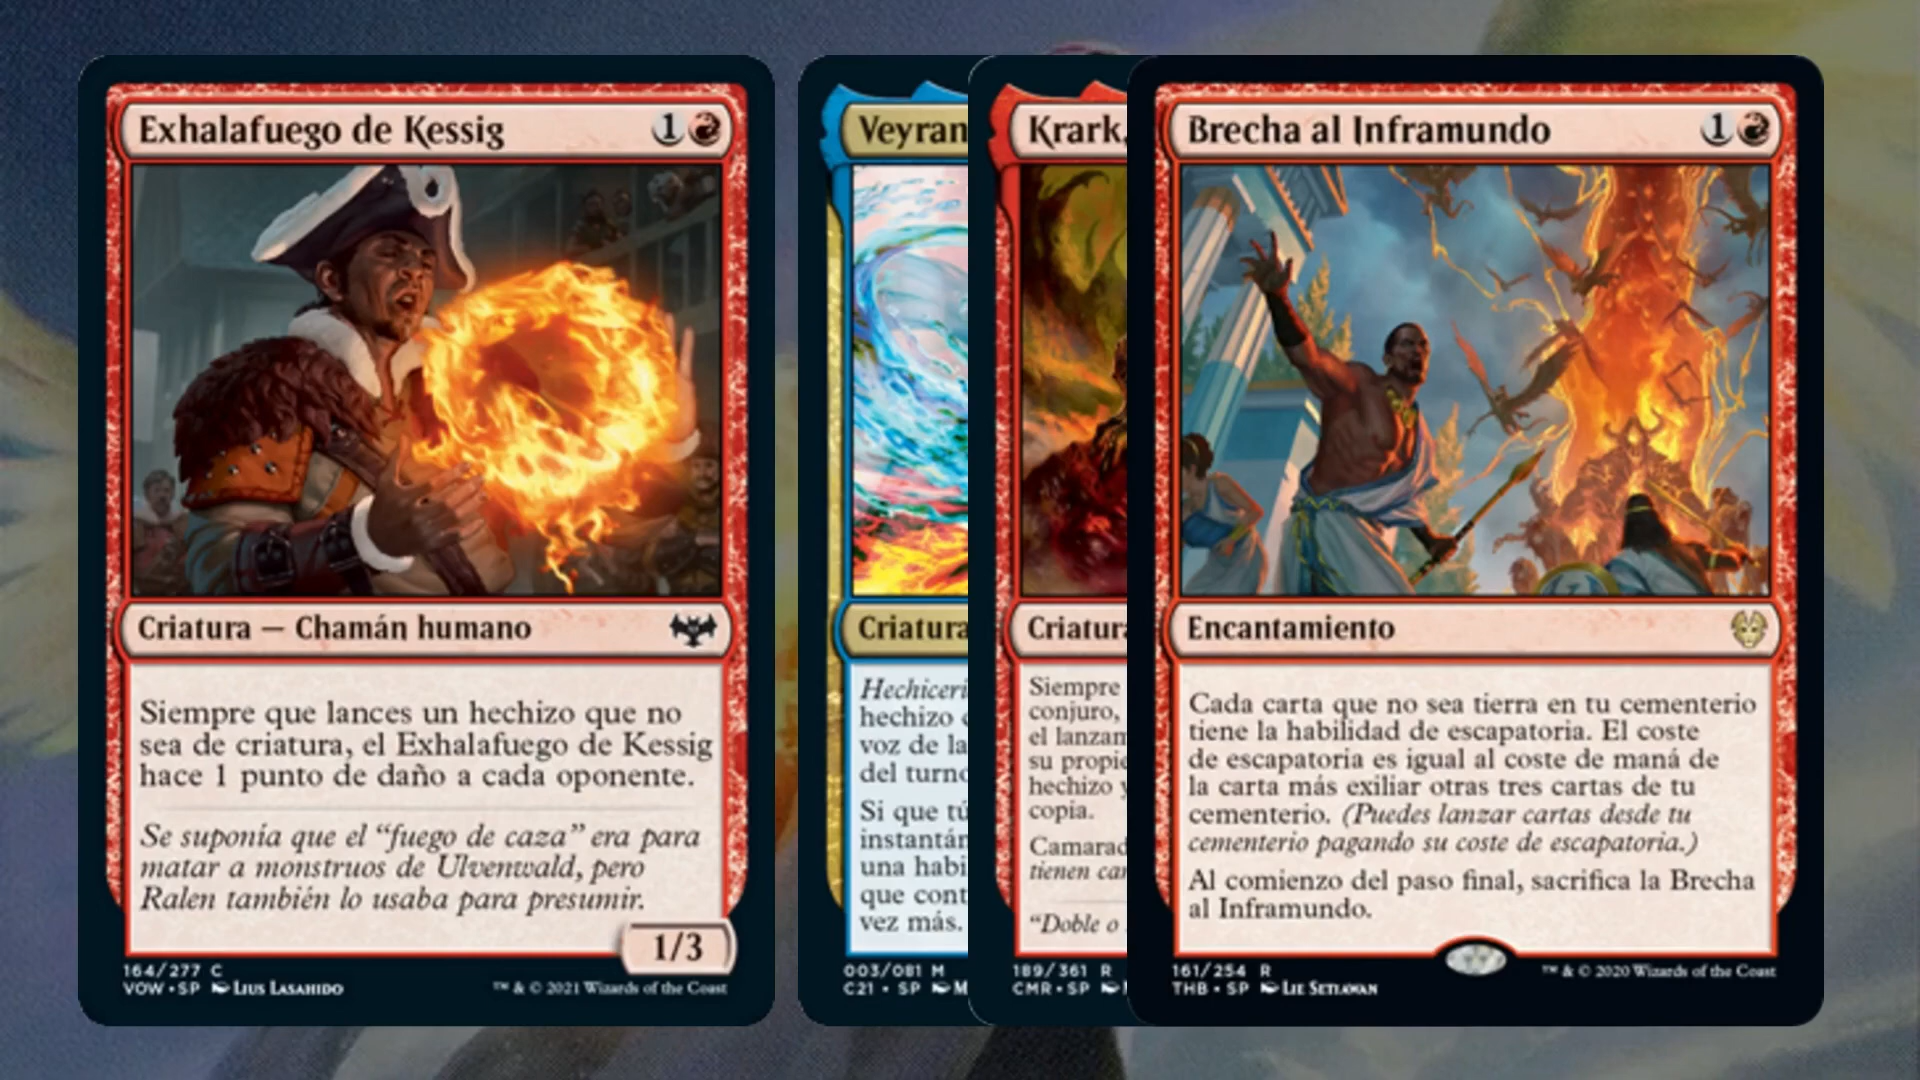 Exhalafuego de Kessig 1
Criatura — Chamán humano
Siempre que lances un hechizo que no
sea de criatura, el Exhalafuego de Kessig
hace 1 punto de daño a cada oponente.
Se suponía que el “fuego de caza” era para
matar a monstruos de Ulvenwald, pero
Ralen también lo usaba para presumir.
1/3
164/277 C
VOW • SP Lius Lasahido
™ & © 2021 Wizards of the Coast
Veyran
Criatura
Hechicerí
hechizo
voz de la
del turno
Si que tú
instantán
una habi
que cont
vez más.
003/081 M
C21 • SP M
Krark,
Criatura
Siempre
conjuro,
el lanzam
su propie
hechizo y
copia.
Camarad
tienen car
“Doble o
189/361 R
CMR • SP
Brecha al Inframundo 1
Encantamiento
Cada carta que no sea tierra en tu cementerio
tiene la habilidad de escapatoria. El coste
de escapatoria es igual al coste de maná de
la carta más exiliar otras tres cartas de tu
cementerio. (Puedes lanzar cartas desde tu
cementerio pagando su coste de escapatoria.)
Al comienzo del paso final, sacrifica la Brecha
al Inframundo.
161/254 R
THB • SP Lie Setiawan
™ & © 2020 Wizards of the Coast